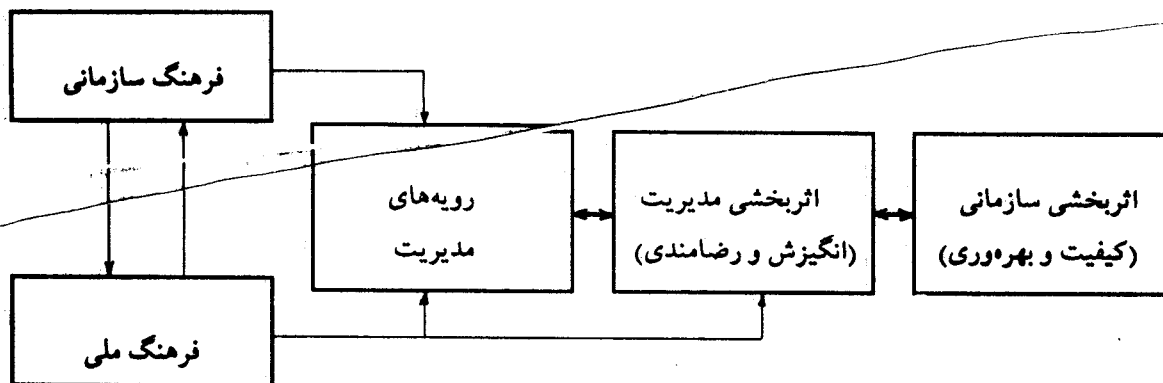 فرهنگ سازمانی
رویه‌های
مدیریت
اثربخشی مدیریت
(انگیزش و رضامندی)
اثربخشی سازمانی
(کیفیت و بهره‌وری)
فرهنگ ملی